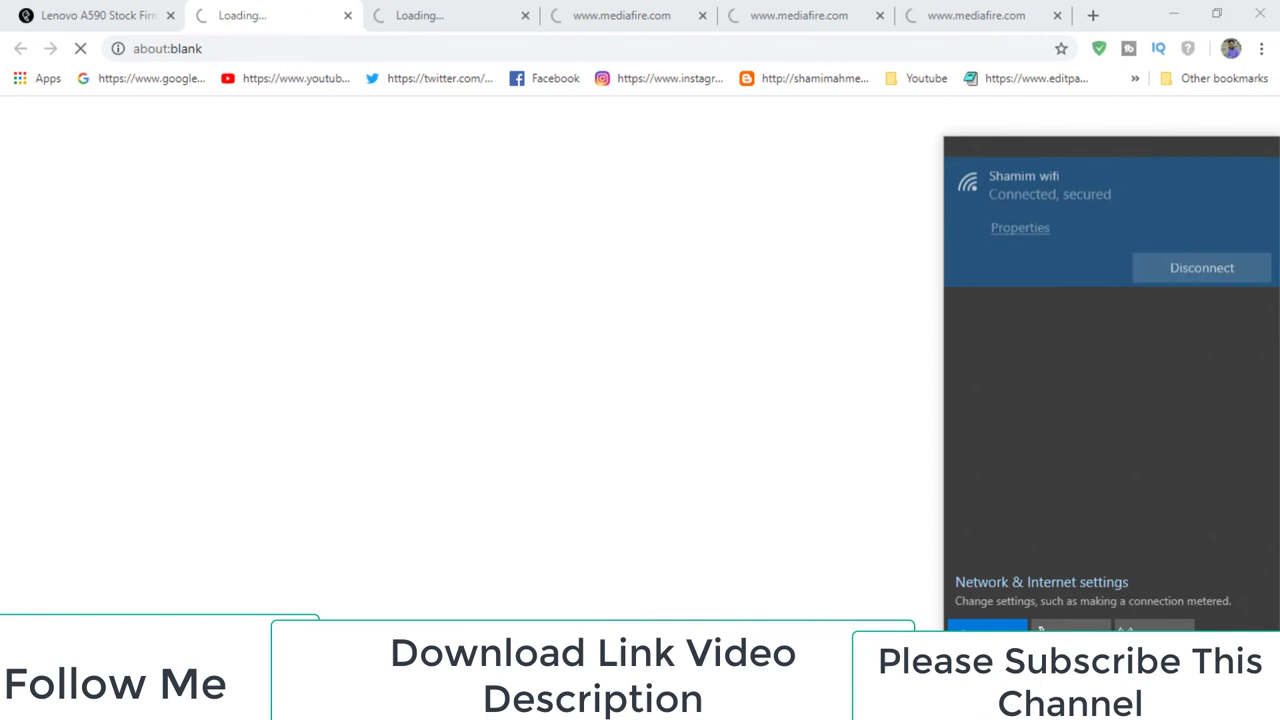 Lenovo A590 Stock Firm
Loading...
Loading...
www.mediafire.com
www.mediafire.com
www.mediafire.com
about:blank
Apps
https://www.google...
https://www.youtub...
https://twitter.com/...
Facebook
https://www.instagr...
http://shamimahme...
Youtube
https://www.editpa...
»
Other bookmarks
Shamim wifi
Connected, secured
Properties
Disconnect
Network & Internet settings
Change settings, such as making a connection metered.
Follow Me
Download Link Video
Description
Please Subscribe This
Channel